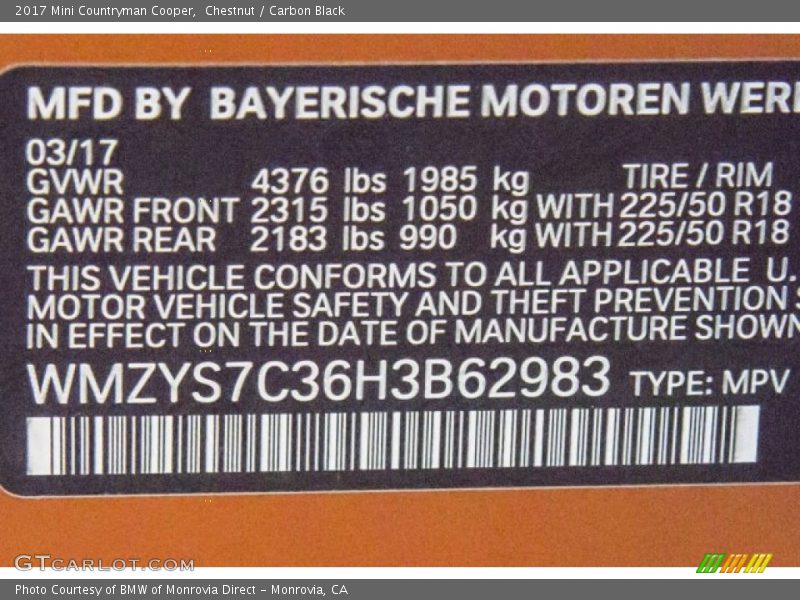 2017 Mini Countryman Cooper,  Chestnut / Carbon Black
MFD BY BAYERISCHE MOTOREN
03/17
GVWR 4376 lbs 1985 kg TIRE / RIM
GAWR FRONT 2315 lbs 1050 kg WITH 225/50 R18
GAWR REAR 2183 lbs 990 kg WITH 225/50 R18
THIS VEHICLE CONFORMS TO ALL APPLICABLE U.
MOTOR VEHICLE SAFETY AND THEFT PREVENTION
IN EFFECT ON THE DATE OF MANUFACTURE SHOWN
WMZYS7C36H3B62983 TYPE: MPV
GTCARLOT.COM
Photo Courtesy of BMW of Monrovia Direct - Monrovia, CA